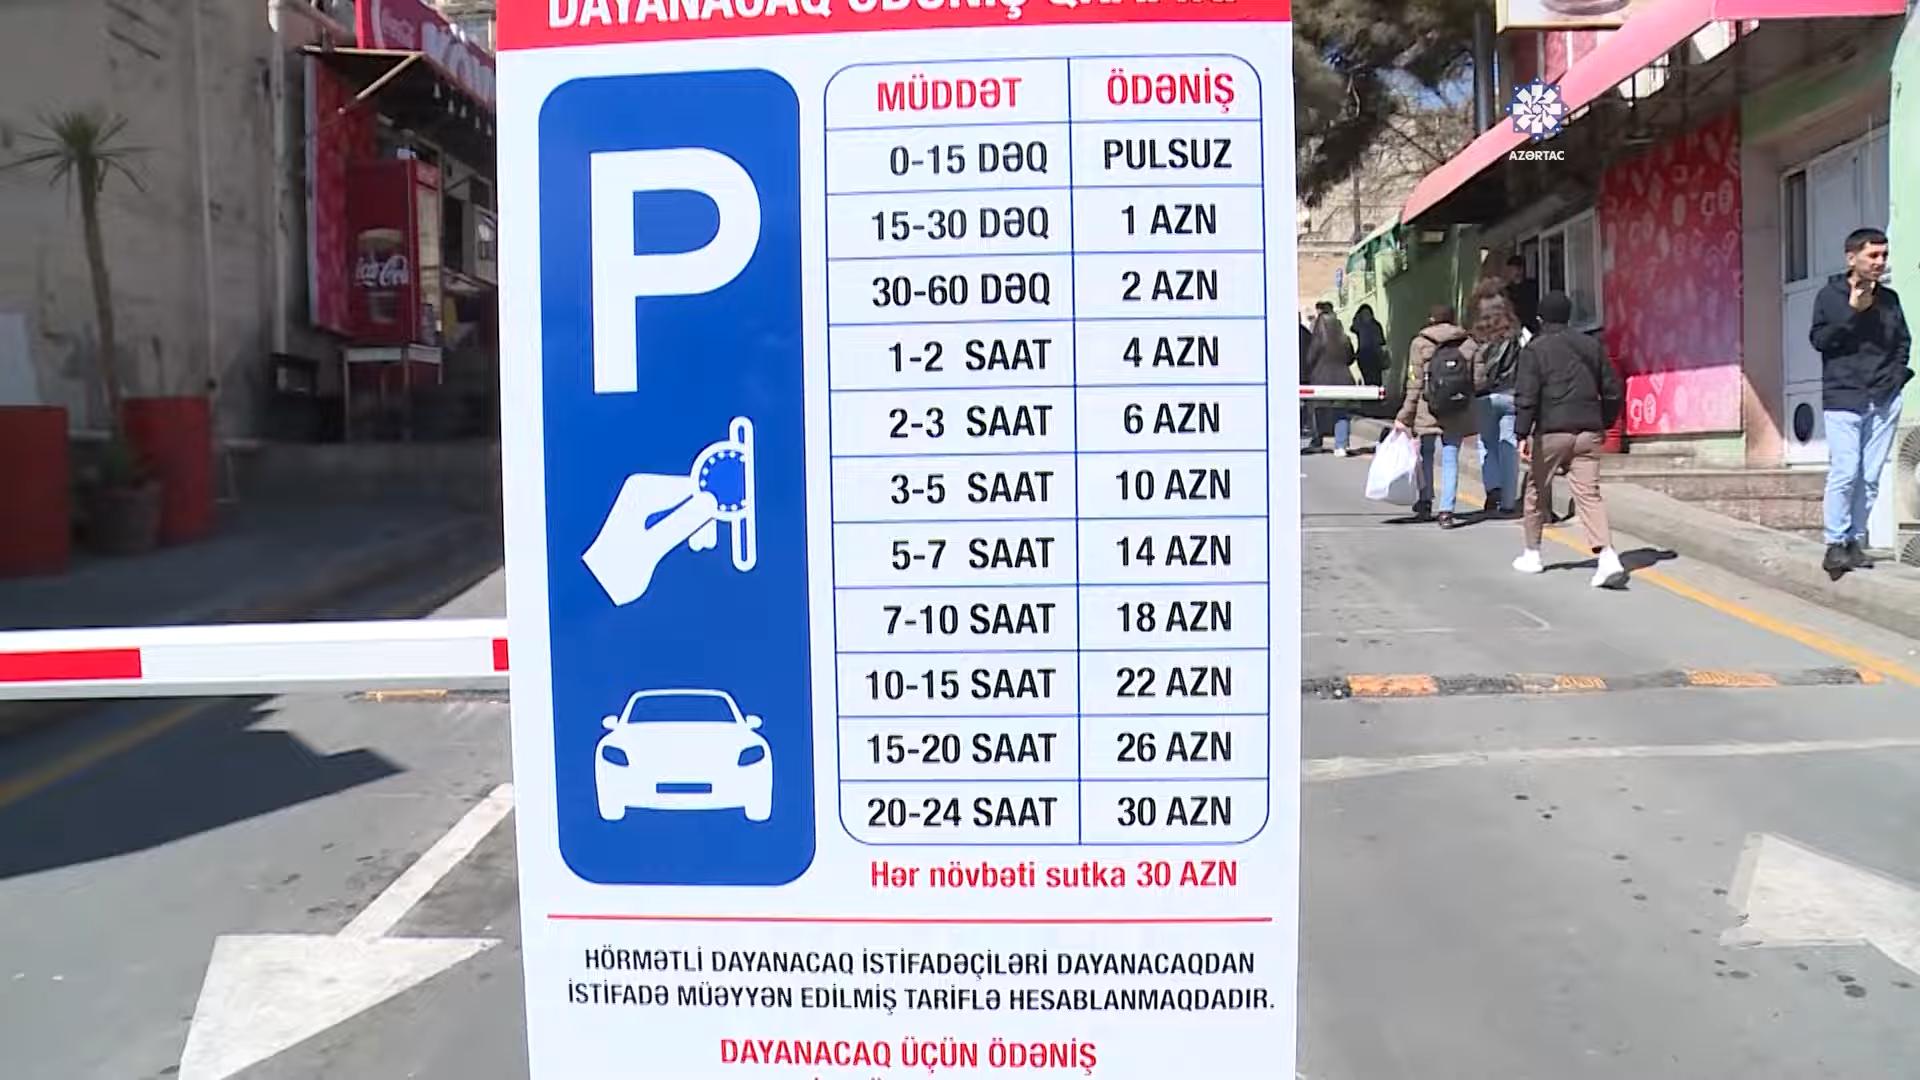 DAYANACAQ ÖDƏNİŞ
MÜDDƏT ÖDƏNİŞ
0-15 DƏQ PULSUZ
15-30 DƏQ 1 AZN
30-60 DƏQ 2 AZN
1-2 SAAT 4 AZN
2-3 SAAT 6 AZN
3-5 SAAT 10 AZN
5-7 SAAT 14 AZN
7-10 SAAT 18 AZN
10-15 SAAT 22 AZN
15-20 SAAT 26 AZN
20-24 SAAT 30 AZN
Hər növbəti sutka 30 AZN
HÖRMƏTLİ DAYANACAQ İSTİFADƏÇİLƏRİ DAYANACAQDAN
İSTİFADƏ MÜƏYYƏN EDİLMİŞ TARİFLƏ HESABLANMAQDADIR.
DAYANACAQ ÜÇÜN ÖDƏNİŞ
P
Coca-Cola
AZƏRTAC